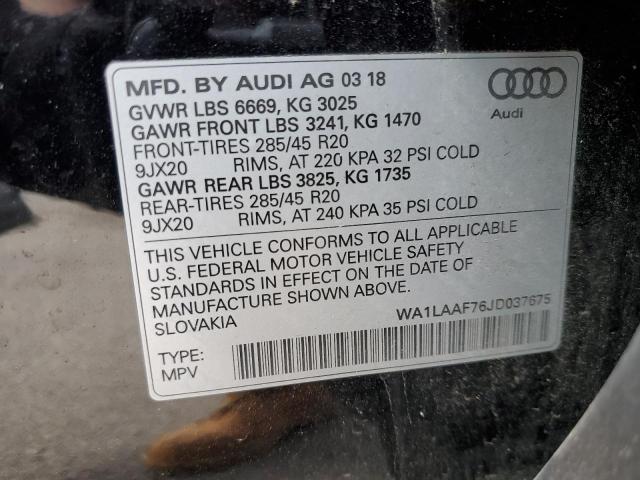 MFD. BY AUDI AG 03 18
GVWR LBS 6669, KG 3025
GAWR FRONT LBS 3241, KG 1470
FRONT-TIRES 285/45 R20
9JX20 RIMS, AT 220 KPA 32 PSI COLD
GAWR REAR LBS 3825, KG 1735
REAR-TIRES 285/45 R20
9JX20 RIMS, AT 240 KPA 35 PSI COLD
Audi
THIS VEHICLE CONFORMS TO ALL APPLICABLE
U.S. FEDERAL MOTOR VEHICLE SAFETY
STANDARDS IN EFFECT ON THE DATE OF
MANUFACTURE SHOWN ABOVE.
SLOVAKIA
WA1LAAF76JD037675
TYPE:
MPV